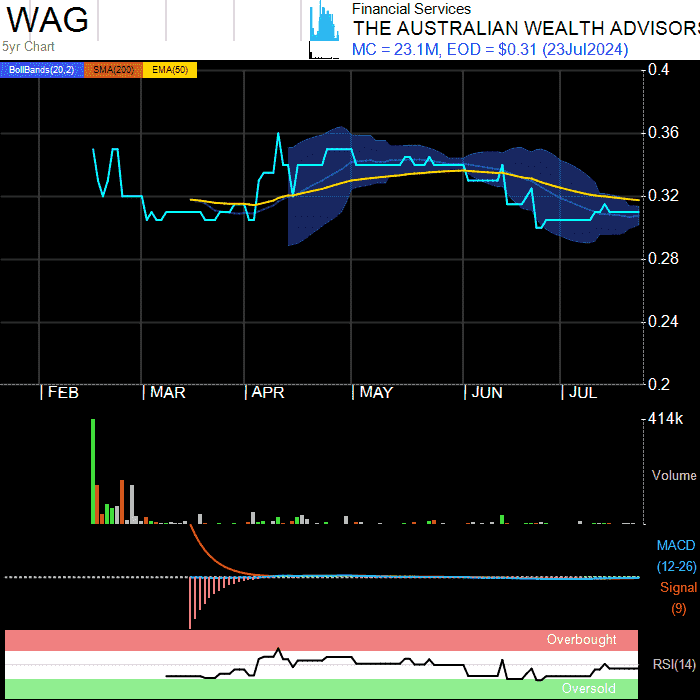 WAG
5yr Chart
Financial Services
THE AUSTRALIAN WEALTH ADVISORS
MC = 23.1M, EOD = $0.31 (23Jul2024)
BollBands(20,2) SMA(200) EMA(50)
0.4
0.36
0.32
0.28
0.24
0.2
FEB MAR APR MAY JUN JUL
414k
Volume
MACD
(12-26)
Signal
(9)
Overbought
RSI(14)
Oversold